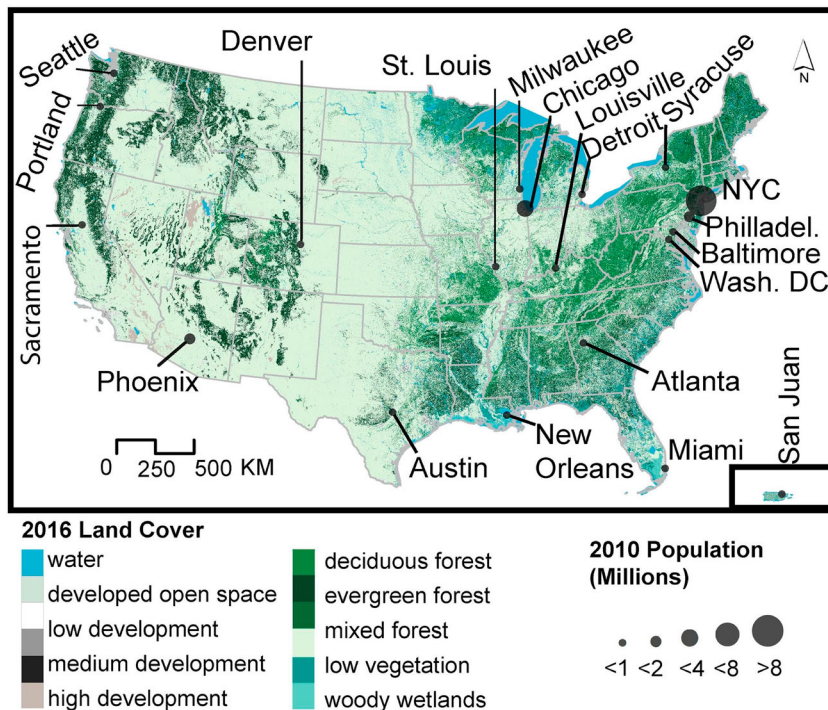 Seattle
Portland
Sacramento
Denver
St. Louis
Milwaukee
Chicago
Louisville
Detroit
Syracuse
N
NYC
Philladel.
Baltimore
Wash. DC
Phoenix
Atlanta
Austin
New
Orleans
Miami
San Juan
0 250 500 KM
2016 Land Cover
water
developed open space
low development
medium development
high development
deciduous forest
evergreen forest
mixed forest
low vegetation
woody wetlands
2010 Population
(Millions)
<1 <2 <4 <8 >8